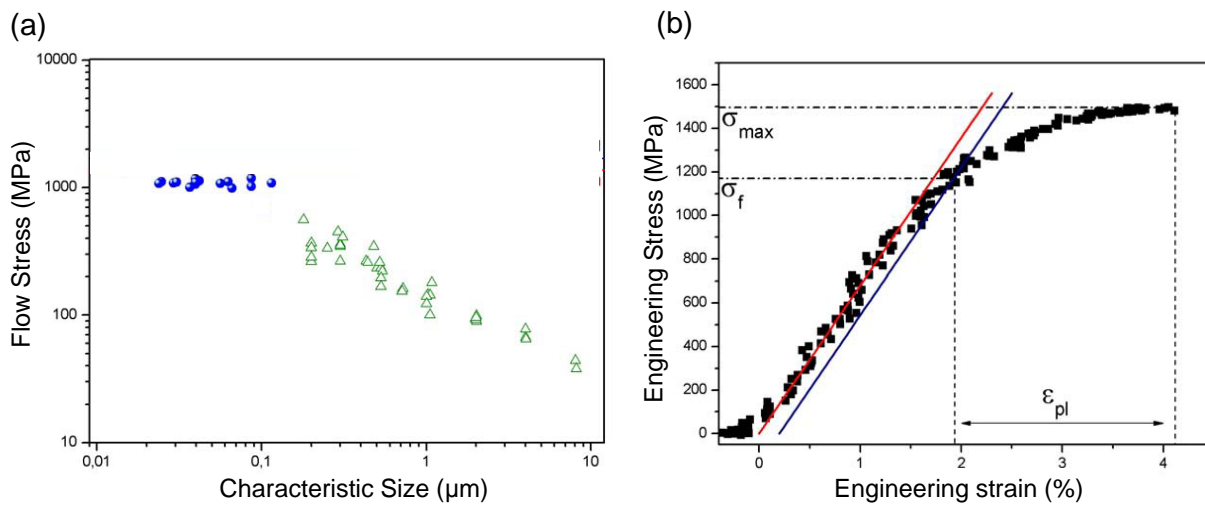 (a)
Flow Stress (MPa)
10000
1000
100
10
0,01
0,1
1
10
Characteristic Size (μm)
(b)
Engineering Stress (MPa)
1600
1400
1200
1000
800
600
400
200
0
σmax
σf
εpl
0
1
2
3
4
Engineering strain (%)